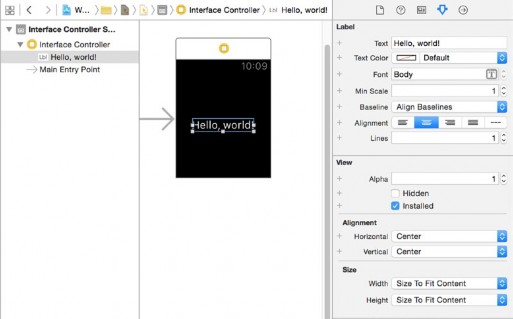 W...
Interface Controller
Lbl Hello, world!
Interface Controller S...
Interface Controller
Lbl Hello, world!
Main Entry Point
10:09
Hello, world!
Label
Text Hello, world!
Text Color Default
Font Body T
Min Scale 1
Baseline Align Baselines
Alignment
Lines 1
View
Alpha 1
Hidden
Installed
Alignment
Horizontal Center
Vertical Center
Size
Width Size To Fit Content
Height Size To Fit Content